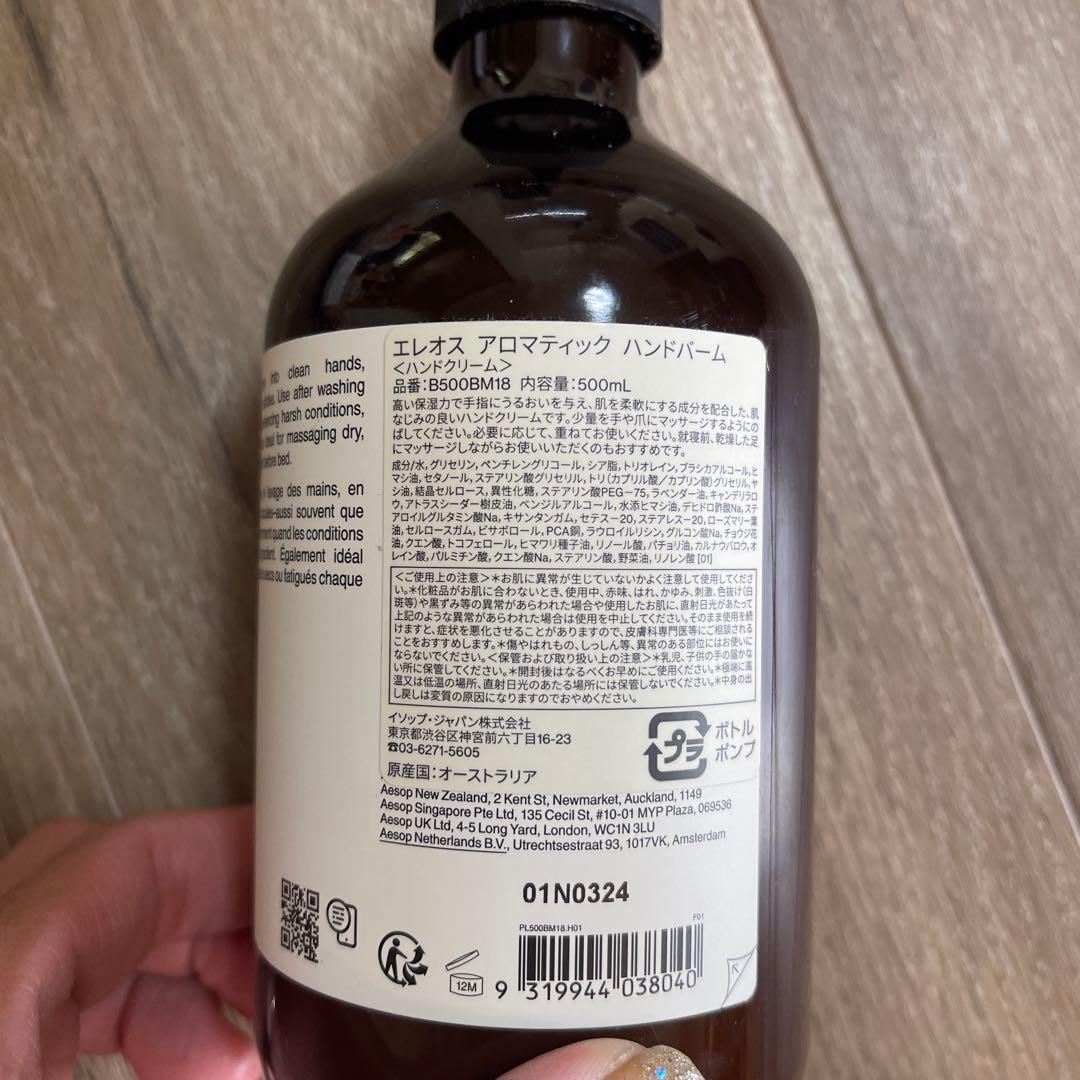 into clean hands,
Use after washing
harsh conditions,
ideal for massaging dry,
before bed.
lavage des mains, en
aussi souvent que
quand les conditions
Également idéal
secs ou fatigués chaque
エレオス アロマティック ハンドバーム
＜ハンドクリーム＞
品番：B500BM18 内容量：500mL
高い保湿力で手指にうるおいを与え、肌を柔軟にする成分を配合した、肌
なじみの良いハンドクリームです。少量を手や爪にマッサージするようにの
ばしてください。必要に応じて、重ねてお使いください。就寝前、乾燥した足
にマッサージしながらお使いいただくのもおすすめです。
成分/水，グリセリン，ペンチレングリコール，シア脂，トリオレイン，ブラシカアルコール，ヒ
マシ油，セタノール，ステアリン酸グリセリル，トリ（カプリル酸／カプリン酸）グリセリル，ヤ
シ油，結晶セルロース，異性化糖，ステアリン酸PEG－75，ラベンダー油，キャンデリラロ
ウ，アトラスシーダー樹皮油，ベンジルアルコール，水添ヒマシ油，デヒドロ酢酸Na，ステ
アロイルグルタミン酸Na，キサンタンガム，セテス－20，ステアレス－20，ローズマリー葉
油，セルロースガム，ビサボロール，PCA銅，ラウロイルリシン，グルコン酸Na，チョウジ花
油，クエン酸，トコフェロール，ヒマワリ種子油，リノール酸，パチョリ油，カルナウバロウ，オ
レイン酸，パルミチン酸，クエン酸Na，ステアリン酸，野菜油，リノレン酸 [01]
＜ご使用上の注意＞＊お肌に異常が生じていないかよく注意して使用してくださ
い。＊化粧品がお肌に合わないとき、使用中、赤味、はれ、かゆみ、刺激、色抜け（白
斑等）や黒ずみ等の異常があらわれた場合や使用したお肌に、直射日光があたって
上記のような異常があらわれた場合は使用を中止してください。そのまま使用を続
けますと、症状を悪化させることがありますので、皮膚科専門医等にご相談される
ことをおすすめします。＊傷やはれもの、しっしん等、異常のある部位にはお使いに
ならないでください。＜保管および取り扱い上の注意＞＊乳児、子供の手の届かな
い所に保管してください。＊開封後はなるべくお早めにご使用ください。＊極端に高
温又は低温の場所、直射日光のあたる場所には保管しないでください。＊中身の出
し戻しは変質の原因になりますのでおやめください。
イソップ・ジャパン株式会社
東京都渋谷区神宮前六丁目16-23
☎03-6271-5605
原産国：オーストラリア
プラ
ボトル
ポンプ
Aesop New Zealand, 2 Kent St, Newmarket, Auckland, 1149
Aesop Singapore Pte Ltd, 135 Cecil St, #10-01 MYP Plaza, 069536
Aesop UK Ltd, 4-5 Long Yard, London, WC1N 3LU
Aesop Netherlands B.V., Utrechtsestraat 93, 1017VK, Amsterdam
01N0324
F01
PL500BM18.H01
12M
9 319944 038040